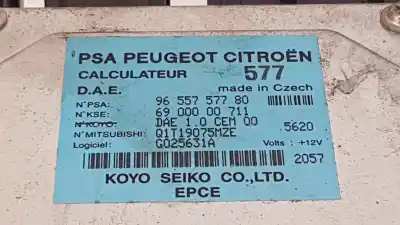 PSA PEUGEOT CITROËN
CALCULATEUR 577
D.A.E. made in Czech
N°PSA: 96 557 577 80
N°KSE: 69 000 00 711
N°KOYO: DAE 1.0 CEM 00
N°MITSUBISHI: Q1T19075MZE 5620
Logiciel: G025631A Volts : +12V
2057
KOYO SEIKO CO.,LTD.
EPCE